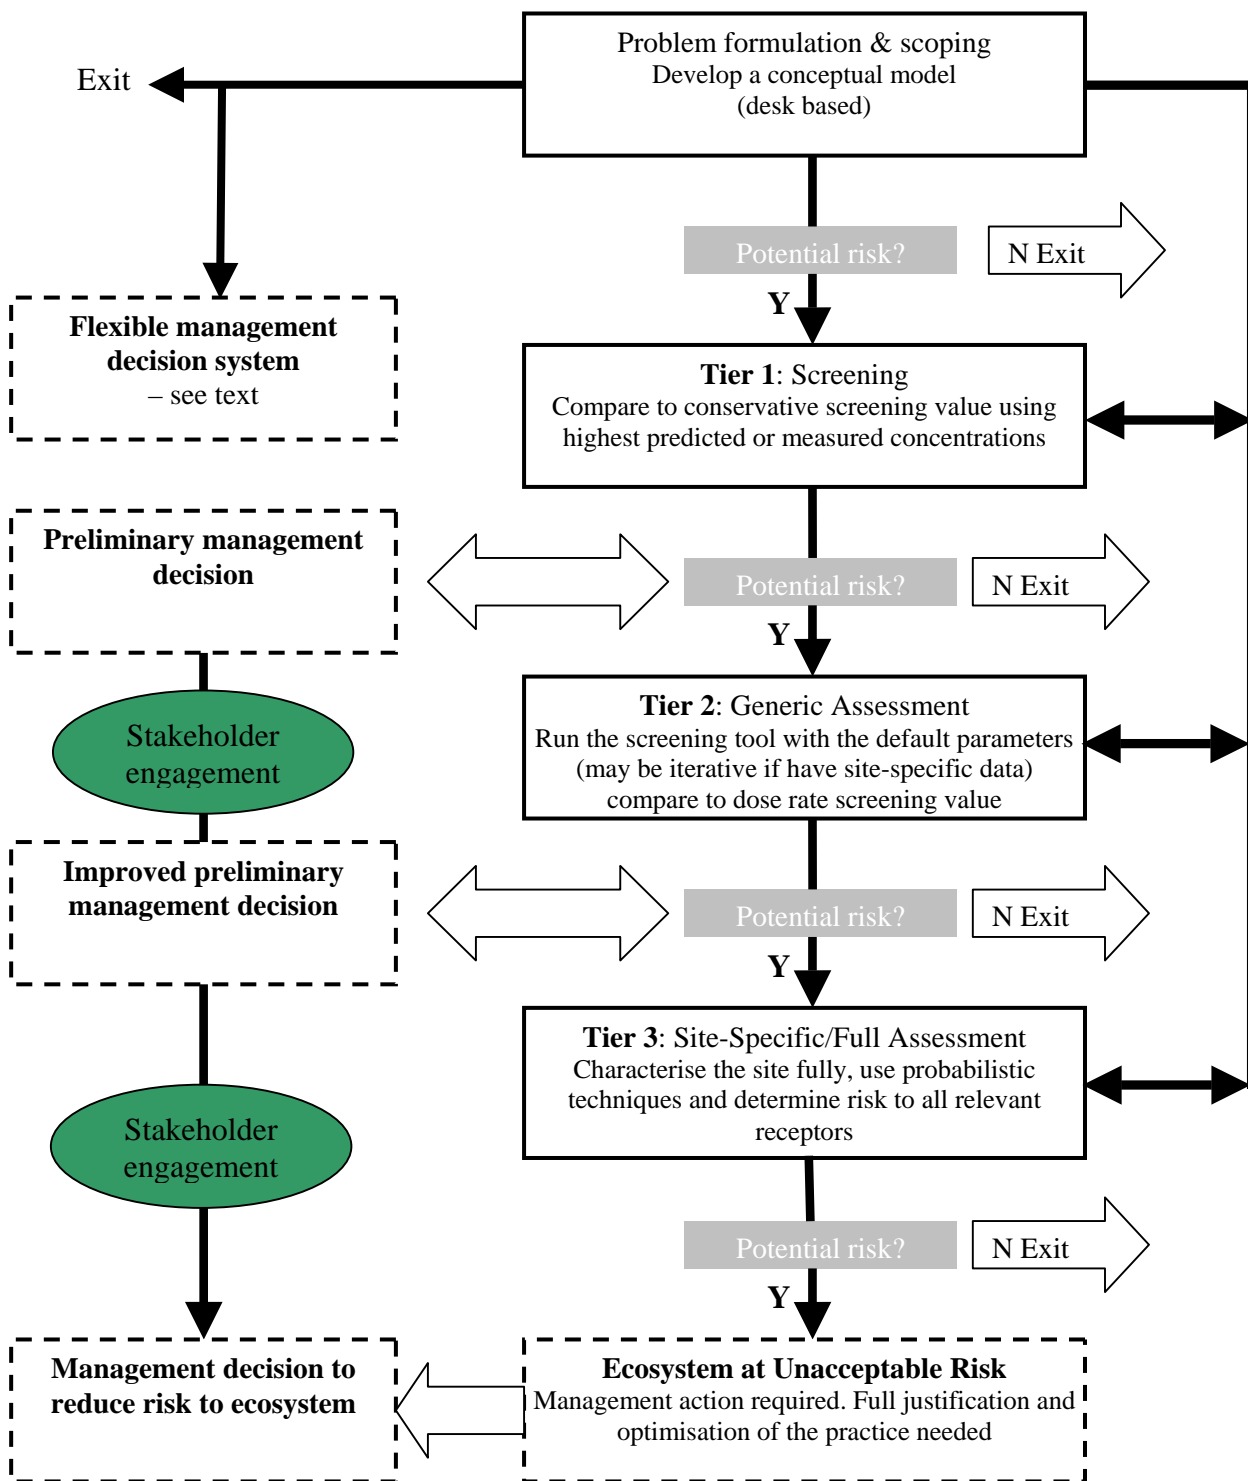 Problem formulation & scoping
Develop a conceptual model
(desk based)
Exit
Potential risk?
N Exit
Y
Flexible management
decision system
– see text
Tier 1: Screening
Compare to conservative screening value using
highest predicted or measured concentrations
Preliminary management
decision
Potential risk?
N Exit
Y
Stakeholder
engagement
Tier 2: Generic Assessment
Run the screening tool with the default parameters
(may be iterative if have site-specific data)
compare to dose rate screening value
Improved preliminary
management decision
Potential risk?
N Exit
Y
Tier 3: Site-Specific/Full Assessment
Characterise the site fully, use probabilistic
techniques and determine risk to all relevant
receptors
Stakeholder
engagement
Potential risk?
N Exit
Y
Management decision to
reduce risk to ecosystem
Ecosystem at Unacceptable Risk
Management action required. Full justification and
optimisation of the practice needed